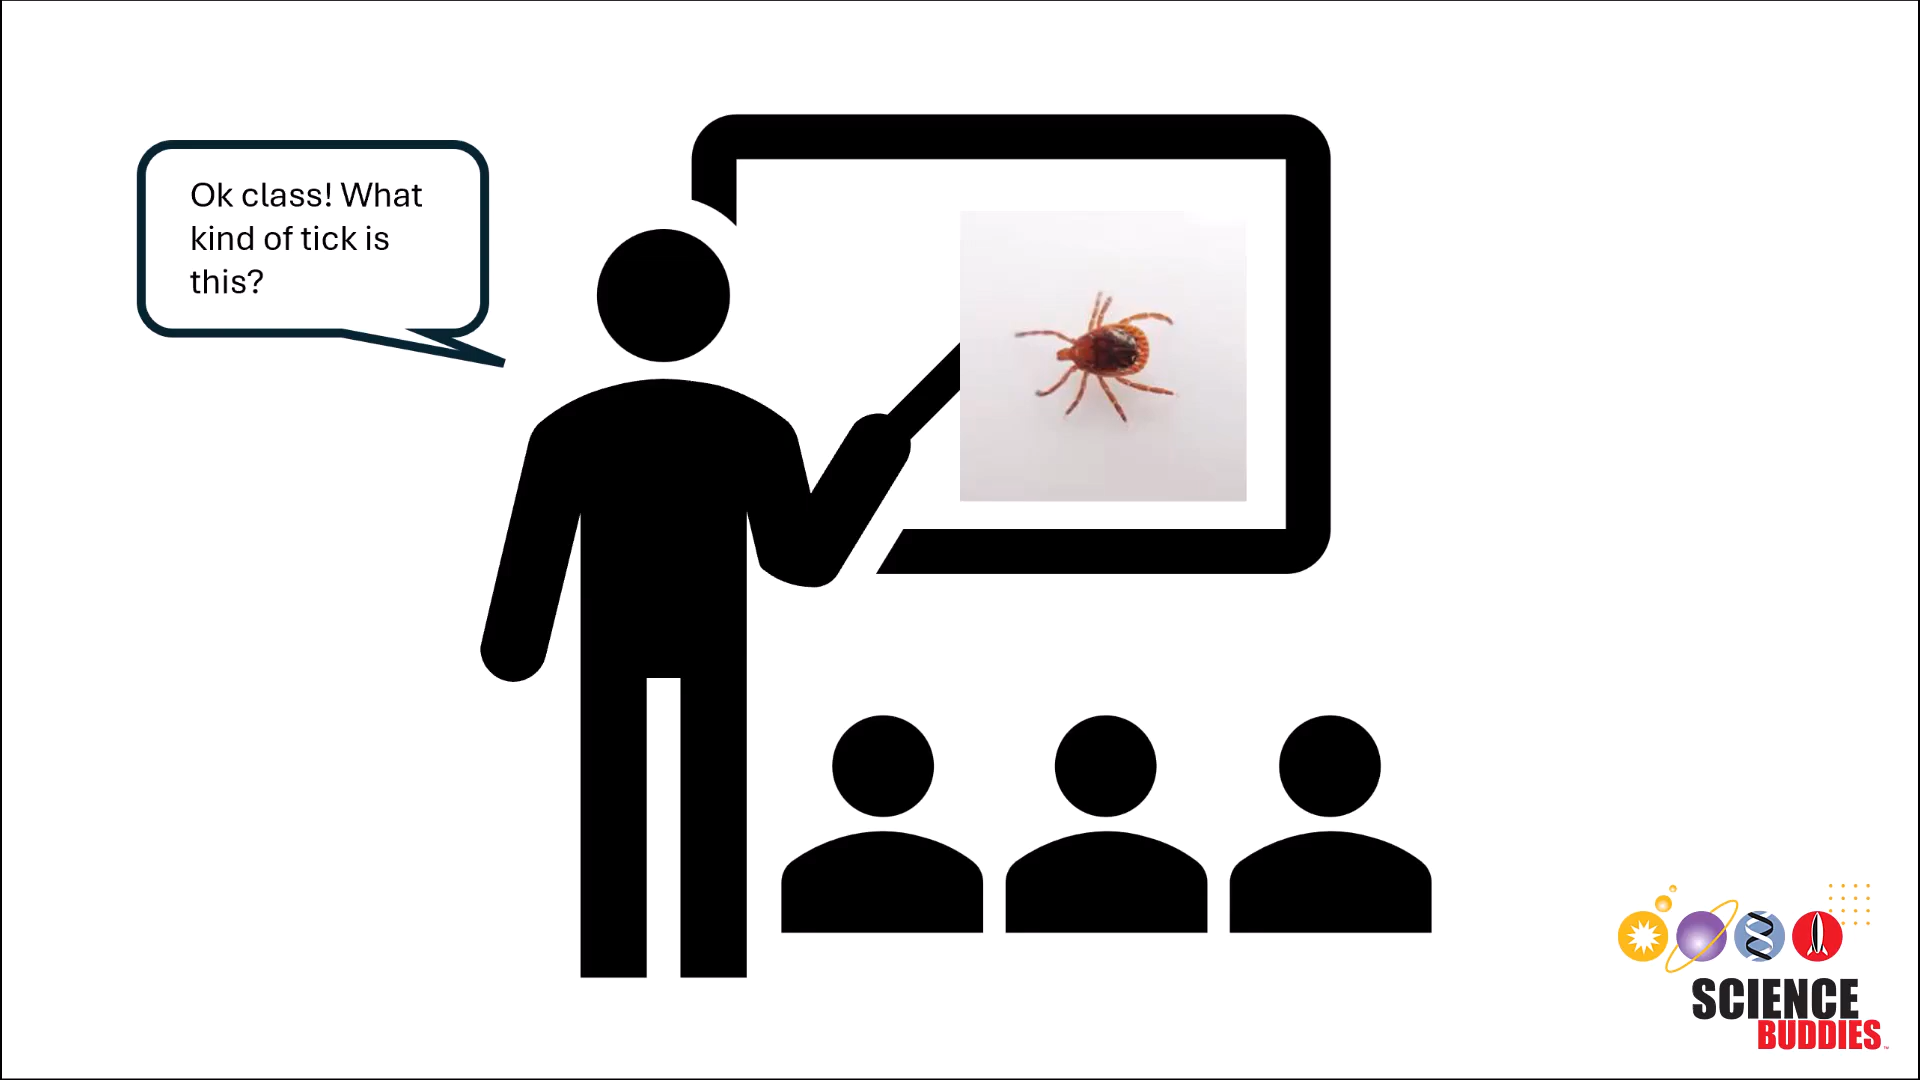 Ok class! What
kind of tick is
this?
SCIENCE
BUDDIES